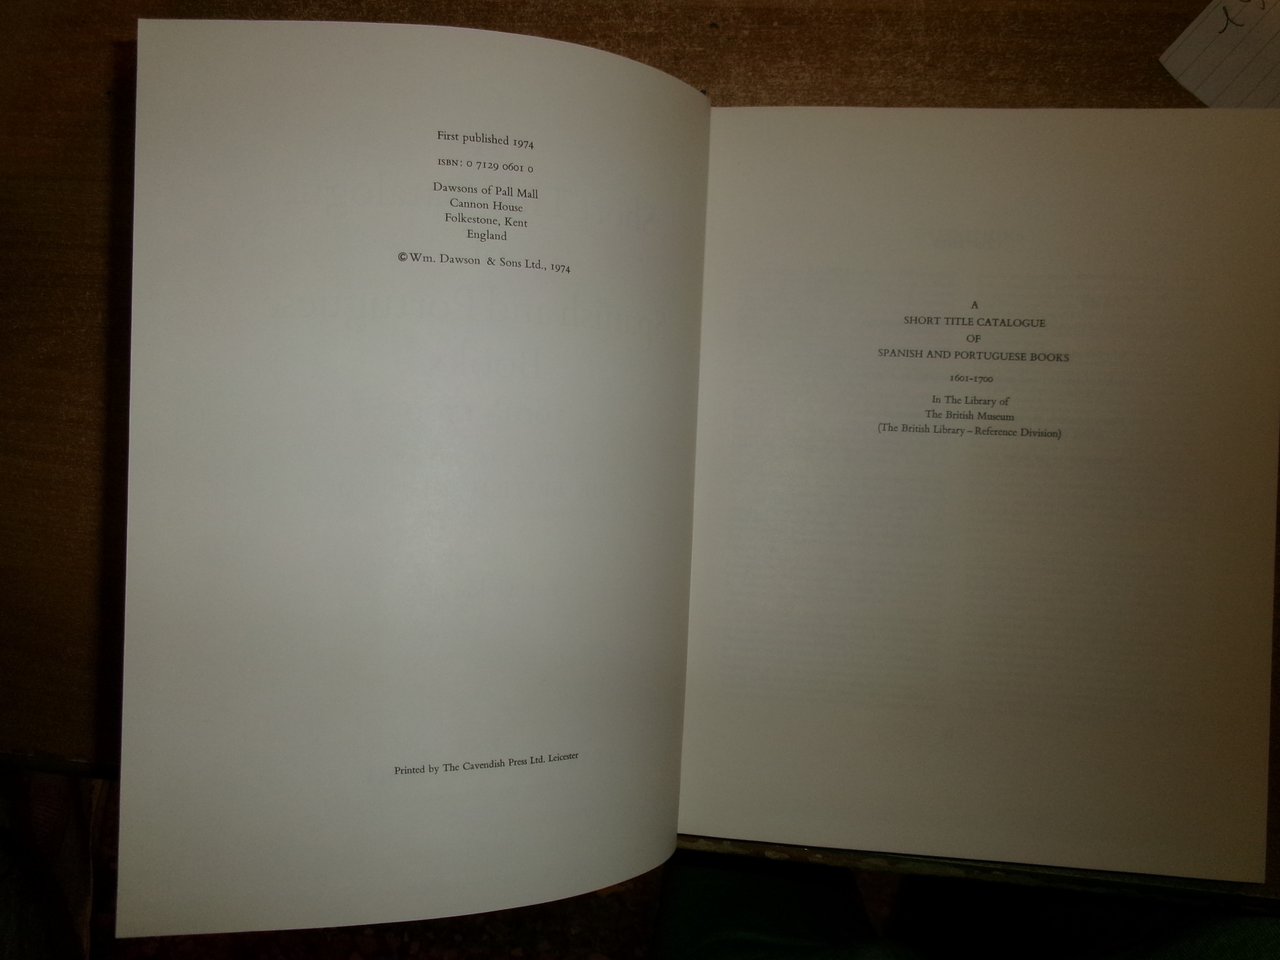 First published 1974
ISBN: 0 7129 0601 0
Dawsons of Pall Mall
Cannon House
Folkestone, Kent
England
©Wm. Dawson & Sons Ltd., 1974
Printed by The Cavendish Press Ltd. Leicester
A
SHORT TITLE CATALOGUE
OF
SPANISH AND PORTUGUESE BOOKS
1601-1700
In The Library of
The British Museum
(The British Library – Reference Division)